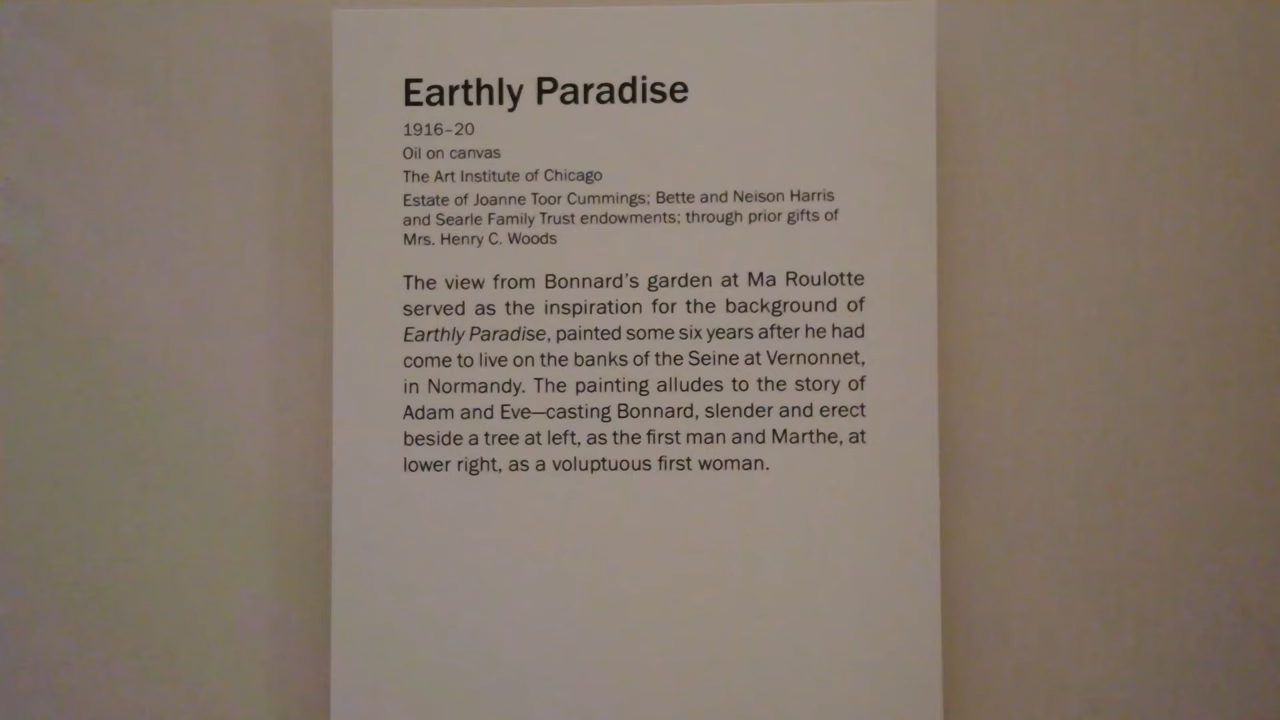 Earthly Paradise
1916–20
Oil on canvas
The Art Institute of Chicago
Estate of Joanne Toor Cummings; Bette and Neison Harris
and Searle Family Trust endowments; through prior gifts of
Mrs. Henry C. Woods
The view from Bonnard’s garden at Ma Roulotte
served as the inspiration for the background of
Earthly Paradise, painted some six years after he had
come to live on the banks of the Seine at Vernonnet,
in Normandy. The painting alludes to the story of
Adam and Eve—casting Bonnard, slender and erect
beside a tree at left, as the first man and Marthe, at
lower right, as a voluptuous first woman.